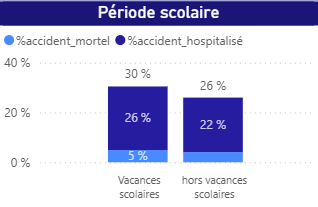 Période scolaire
%accident_mortel %accident_hospitalisé
40 %
30 %
26 %
26 %
22 %
20 %
5 %
0 %
Vacances scolaires
hors vacances scolaires